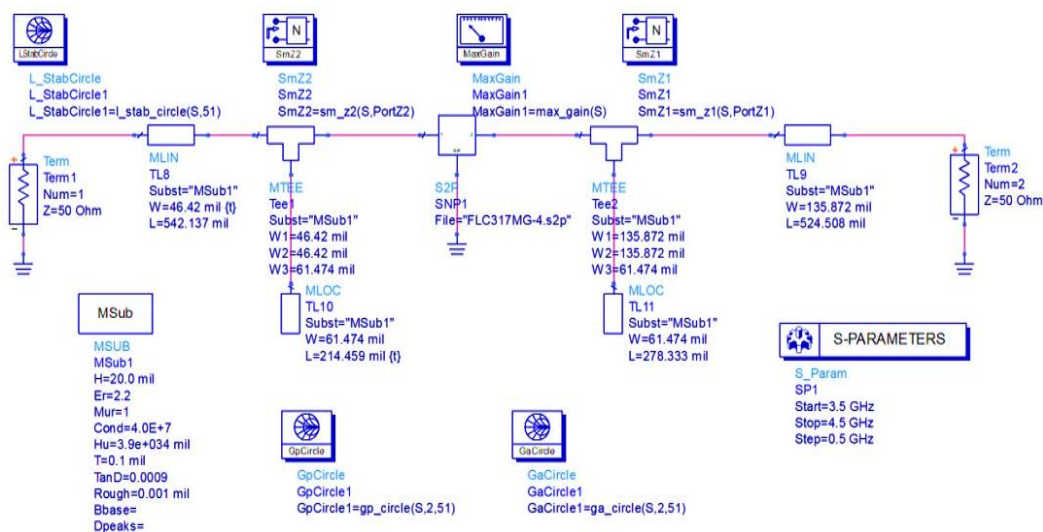 LStabCircle
L_StabCircle
L_StabCircle1
L_StabCircle1=l_stab_circle(S,51)
N
SmZ2
SmZ2
SmZ2
SmZ2=sm_z2(S,PortZ2)
MaxGain
MaxGain
MaxGain1
MaxGain1=max_gain(S)
N
SmZ1
SmZ1
SmZ1
SmZ1=sm_z1(S,PortZ1)
Term
Term1
Num=1
Z=50 Ohm
MLIN
TL8
Subst="MSub1"
W=46.42 mil {t}
L=542.137 mil
MTEE
Tee1
Subst="MSub1"
W1=46.42 mil
W2=46.42 mil
W3=61.474 mil
1
2
Ref
S2P
SNP1
File="FLC317MG-4.s2p"
MTEE
Tee2
Subst="MSub1"
W1=135.872 mil
W2=135.872 mil
W3=61.474 mil
MLIN
TL9
Subst="MSub1"
W=135.872 mil
L=524.508 mil
Term
Term2
Num=2
Z=50 Ohm
MSub
MSUB
MSub1
H=20.0 mil
Er=2.2
Mur=1
Cond=4.0E+7
Hu=3.9e+034 mil
T=0.1 mil
TanD=0.0009
Rough=0.001 mil
Bbase=
Dpeaks=
MLOC
TL10
Subst="MSub1"
W=61.474 mil
L=214.459 mil {t}
MLOC
TL11
Subst="MSub1"
W=61.474 mil
L=278.333 mil
S-PARAMETERS
S_Param
SP1
Start=3.5 GHz
Stop=4.5 GHz
Step=0.5 GHz
GpCircle
GpCircle
GpCircle1
GpCircle1=gp_circle(S,2,51)
GaCircle
GaCircle
GaCircle1
GaCircle1=ga_circle(S,2,51)